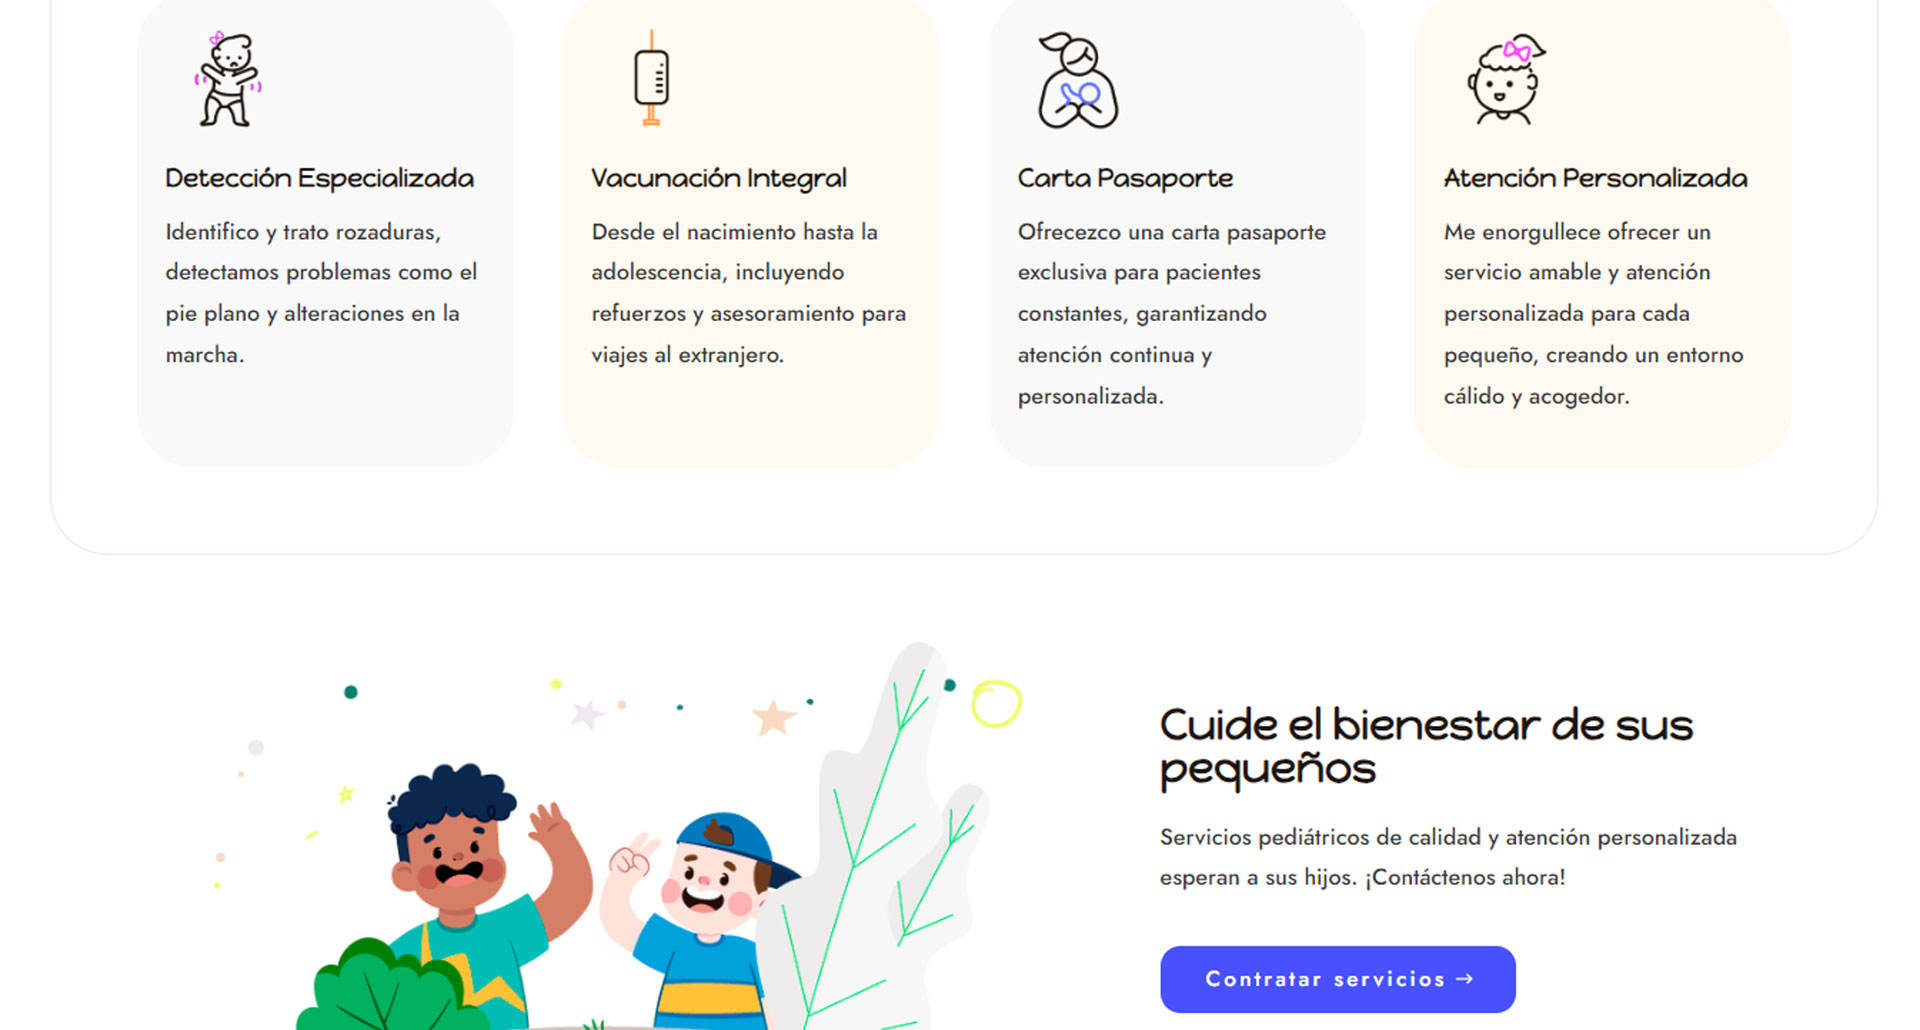 Detección Especializada
Identifico y trato rozaduras,
detectamos problemas como el
pie plano y alteraciones en la
marcha.
Vacunación Integral
Desde el nacimiento hasta la
adolescencia, incluyendo
refuerzos y asesoramiento para
viajes al extranjero.
Carta Pasaporte
Ofrecezco una carta pasaporte
exclusiva para pacientes
constantes, garantizando
atención continua y
personalizada.
Atención Personalizada
Me enorgullece ofrecer un
servicio amable y atención
personalizada para cada
pequeño, creando un entorno
cálido y acogedor.
Cuide el bienestar de sus
pequeños
Servicios pediátricos de calidad y atención personalizada
esperan a sus hijos. ¡Contáctenos ahora!
Contratar servicios →